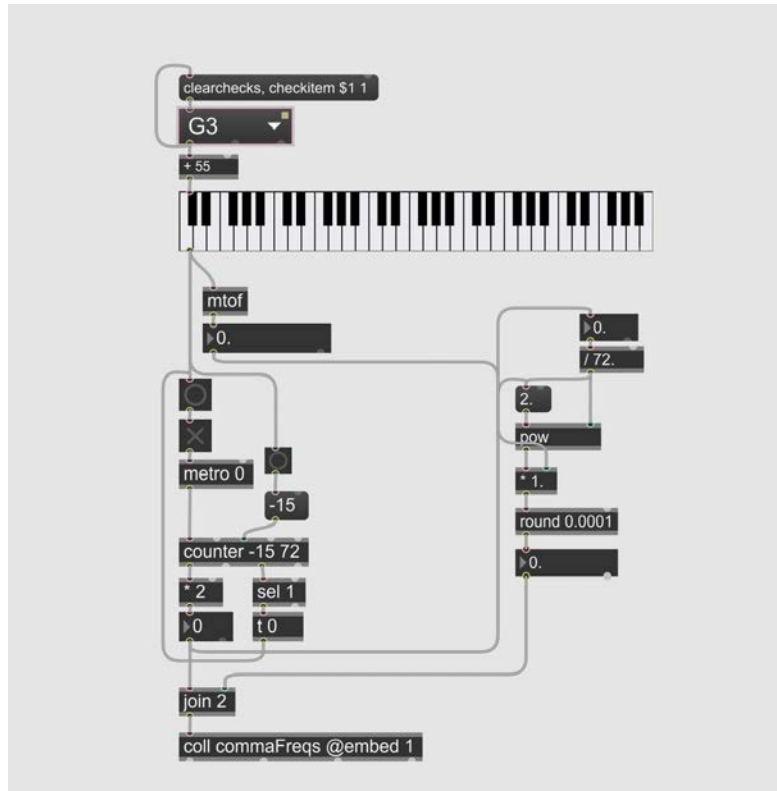 clearchecks, checkitem $1 1
G3
+ 55
mtof
0.
0.
/ 72.
2.
pow
* 1.
round 0.0001
0.
metro 0
-15
counter -15 72
* 2
sel 1
0
t 0
join 2
coll commaFreqs @embed 1